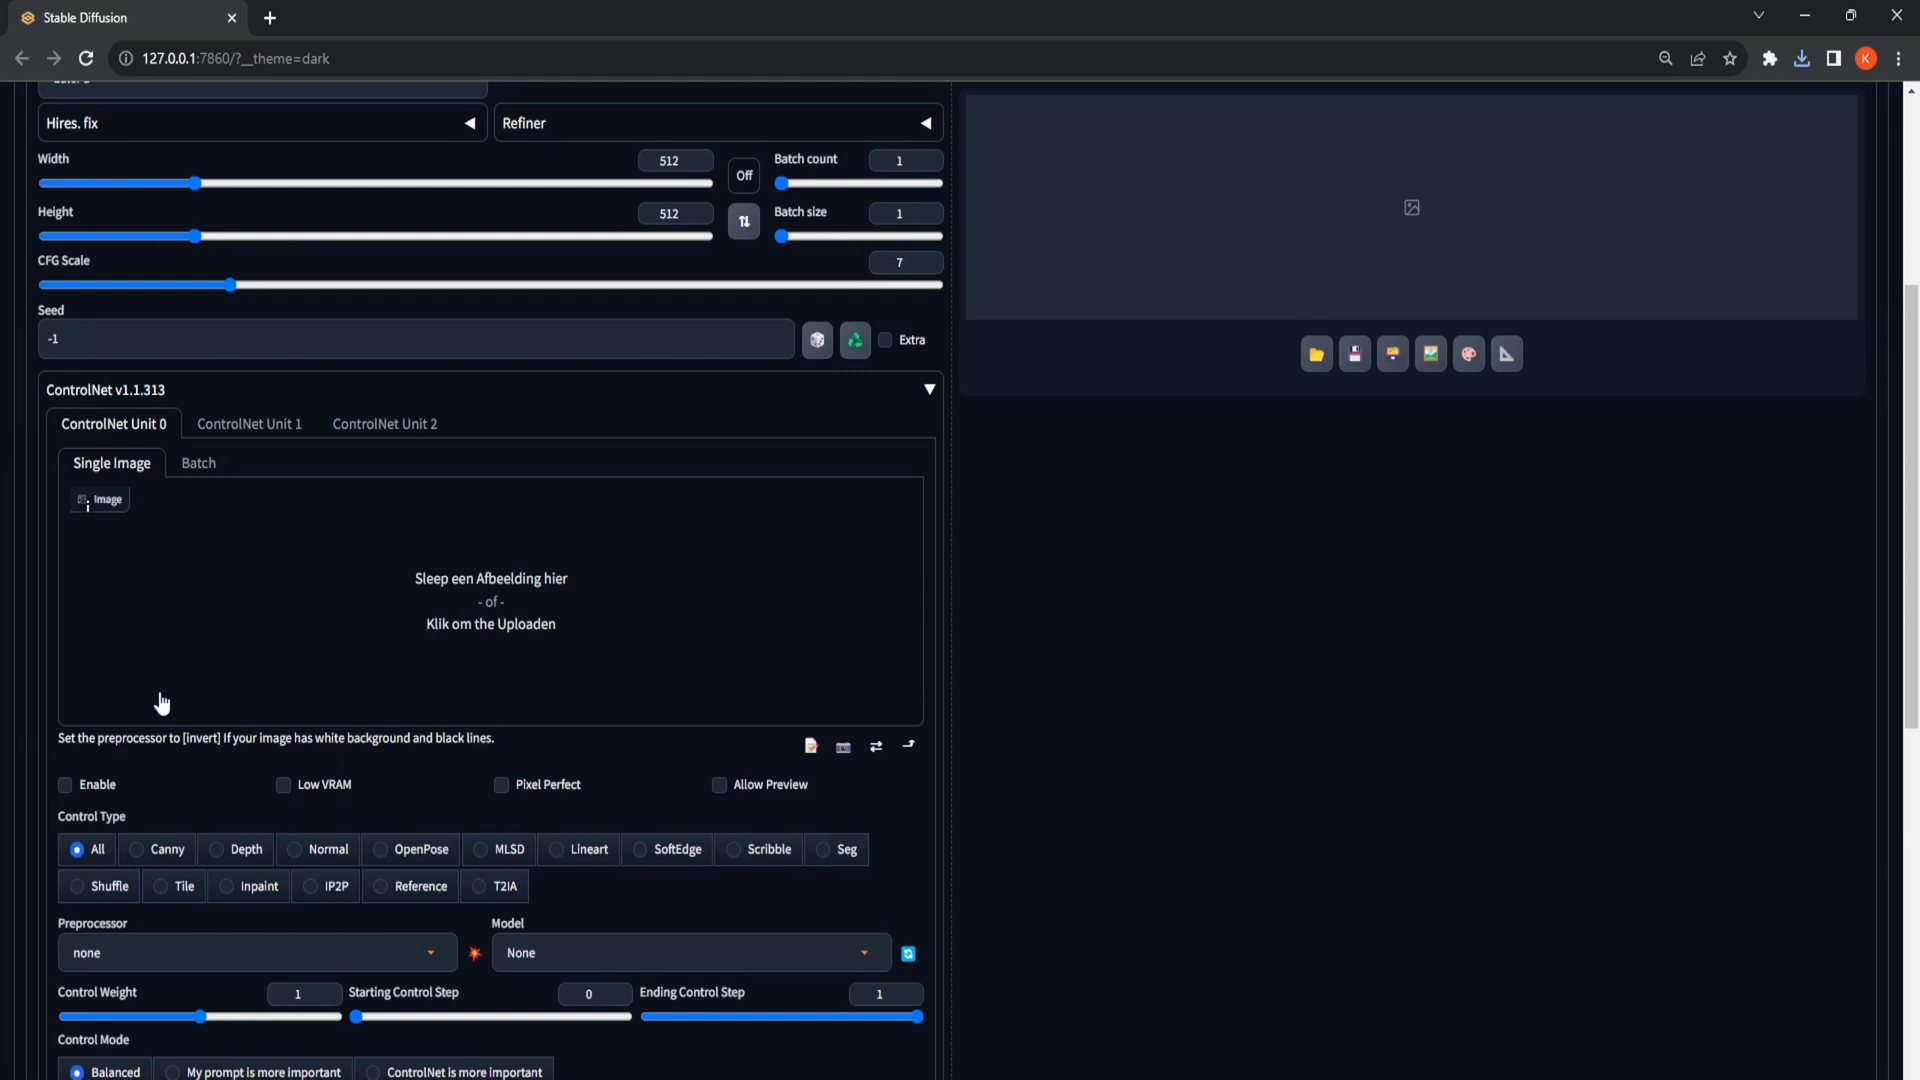 Stable Diffusion
127.0.0.1:7860/?__theme=dark
K
Hires. fix
Refiner
Width
512
Off
Batch count
1
Height
512
Batch size
1
CFG Scale
7
Seed
-1
Extra
ControlNet v1.1.313
ControlNet Unit 0
ControlNet Unit 1
ControlNet Unit 2
Single Image
Batch
Image
Sleep een Afbeelding hier
- of -
Klik om the Uploaden
Set the preprocessor to [invert] If your image has white background and black lines.
Enable
Low VRAM
Pixel Perfect
Allow Preview
Control Type
All
Canny
Depth
Normal
OpenPose
MLSD
Lineart
SoftEdge
Scribble
Seg
Shuffle
Tile
Inpaint
IP2P
Reference
T2IA
Preprocessor
Model
none
None
Control Weight
1
Starting Control Step
0
Ending Control Step
1
Control Mode
Balanced
My prompt is more important
ControlNet is more important